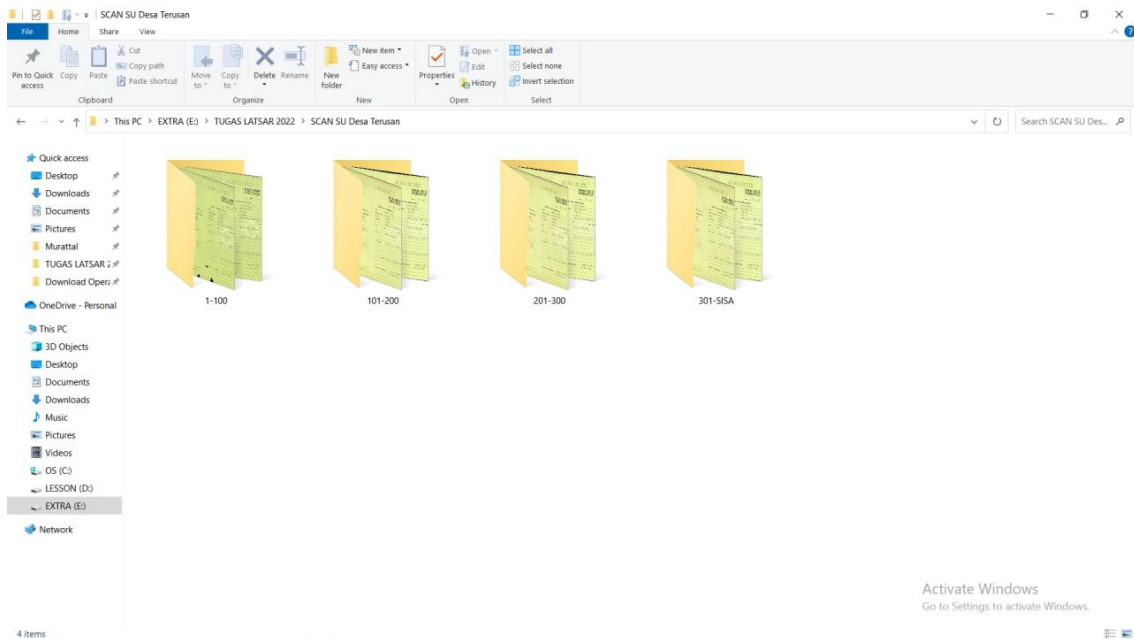 SCAN SU Desa Terusan
File Home Share View
Pin to Quick access
Copy
Paste
Cut
Copy path
Paste shortcut
Clipboard
Move to
Copy to
Delete
Rename
Organize
New folder
New item
Easy access
New
Properties
Open
Edit
History
Open
Select all
Select none
Invert selection
Select
This PC > EXTRA (E:) > TUGAS LATSAR 2022 > SCAN SU Desa Terusan
Search SCAN SU Des...
Quick access
Desktop
Downloads
Documents
Pictures
Murattal
TUGAS LATSAR
Download Oper
OneDrive - Personal
This PC
3D Objects
Desktop
Documents
Downloads
Music
Pictures
Videos
OS (C:)
LESSON (D:)
EXTRA (E:)
Network
1-100
101-200
201-300
301-SISA
Activate Windows
Go to Settings to activate Windows.
4 items